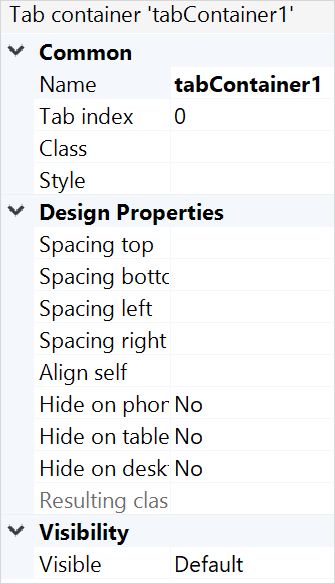 Tab container 'tabContainer1'
Common
Name tabContainer1
Tab index 0
Class
Style
Design Properties
Spacing top
Spacing botto
Spacing left
Spacing right
Align self
Hide on phon No
Hide on table No
Hide on deskt No
Resulting clas
Visibility
Visible Default